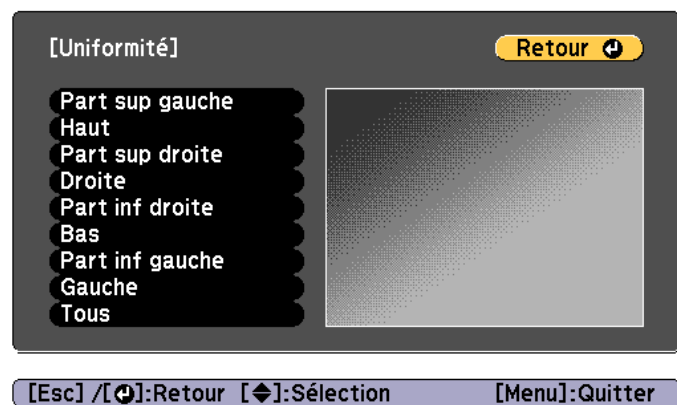 [Uniformité]
Retour
Part sup gauche
Haut
Part sup droite
Droite
Part inf droite
Bas
Part inf gauche
Gauche
Tous
[Esc] /[⏎]:Retour [◆]:Sélection [Menu]:Quitter